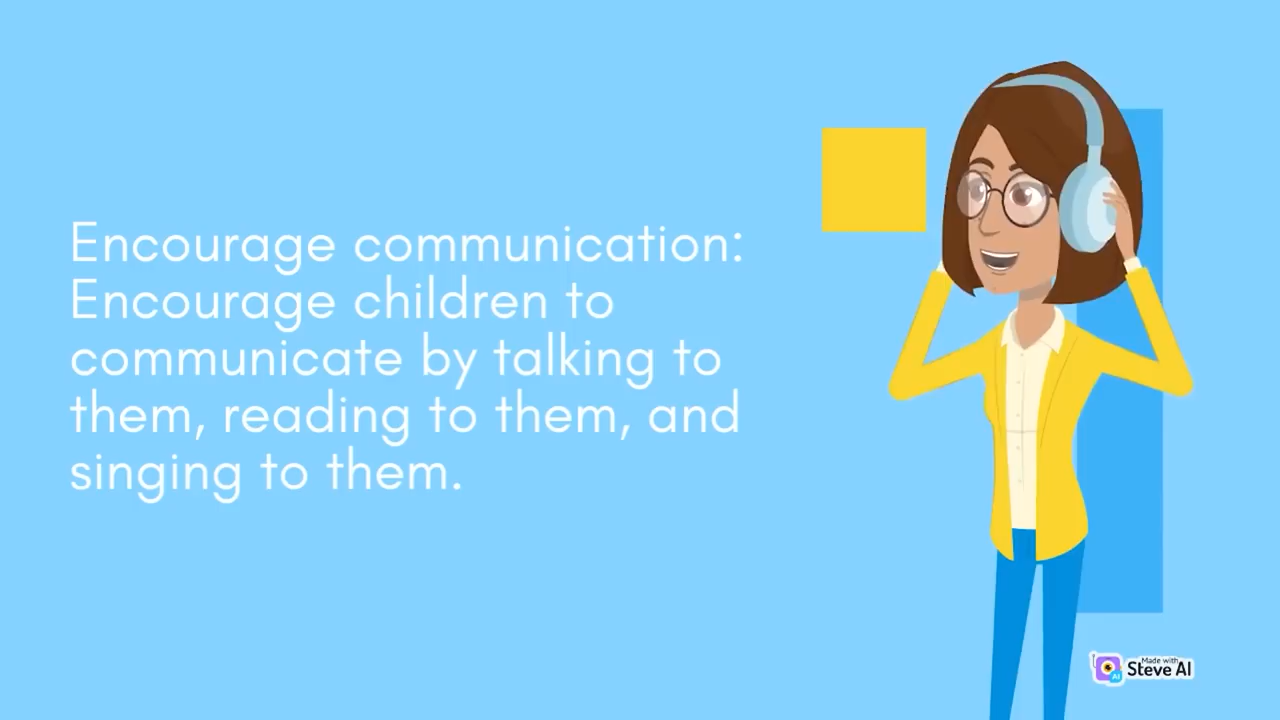 Encourage communication:
Encourage children to
communicate by talking to
them, reading to them, and
singing to them.
Made with
Steve AI
AI